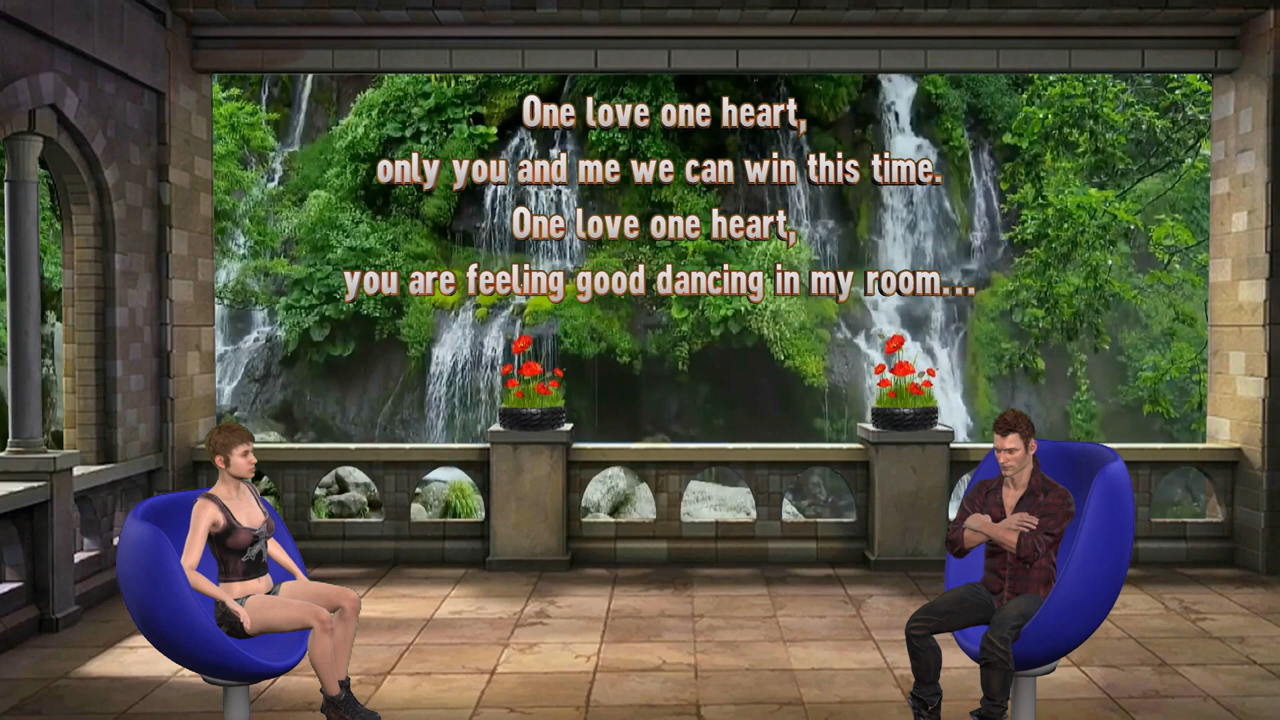 One love one heart,
only you and me we can win this time.
One love one heart,
you are feeling good dancing in my room...